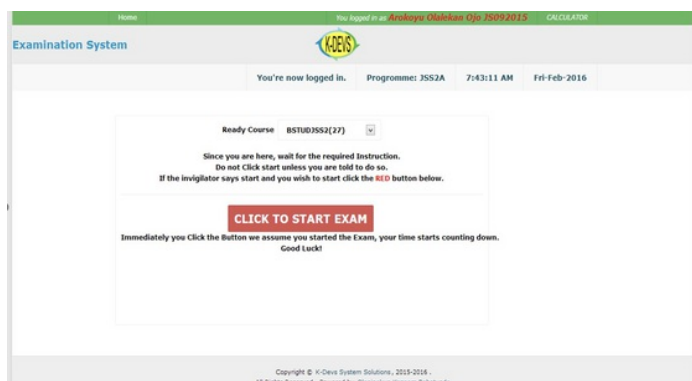 Home You logged in as Arokoyu Olalekan Ojo JS092015 CALCULATOR
Examination System K-DEVS
You're now logged in. Programme: JSS2A 7:43:11 AM Fri-Feb-2016
Ready Course BSTUDJSS2(27)
Since you are here, wait for the required Instruction.
Do not Click start unless you are told to do so.
If the invigilator says start and you wish to start click the RED button below.
CLICK TO START EXAM
Immediately you Click the Button we assume you started the Exam, your time starts counting down.
Good Luck!
Copyright © K-Devs System Solutions, 2015-2016 .